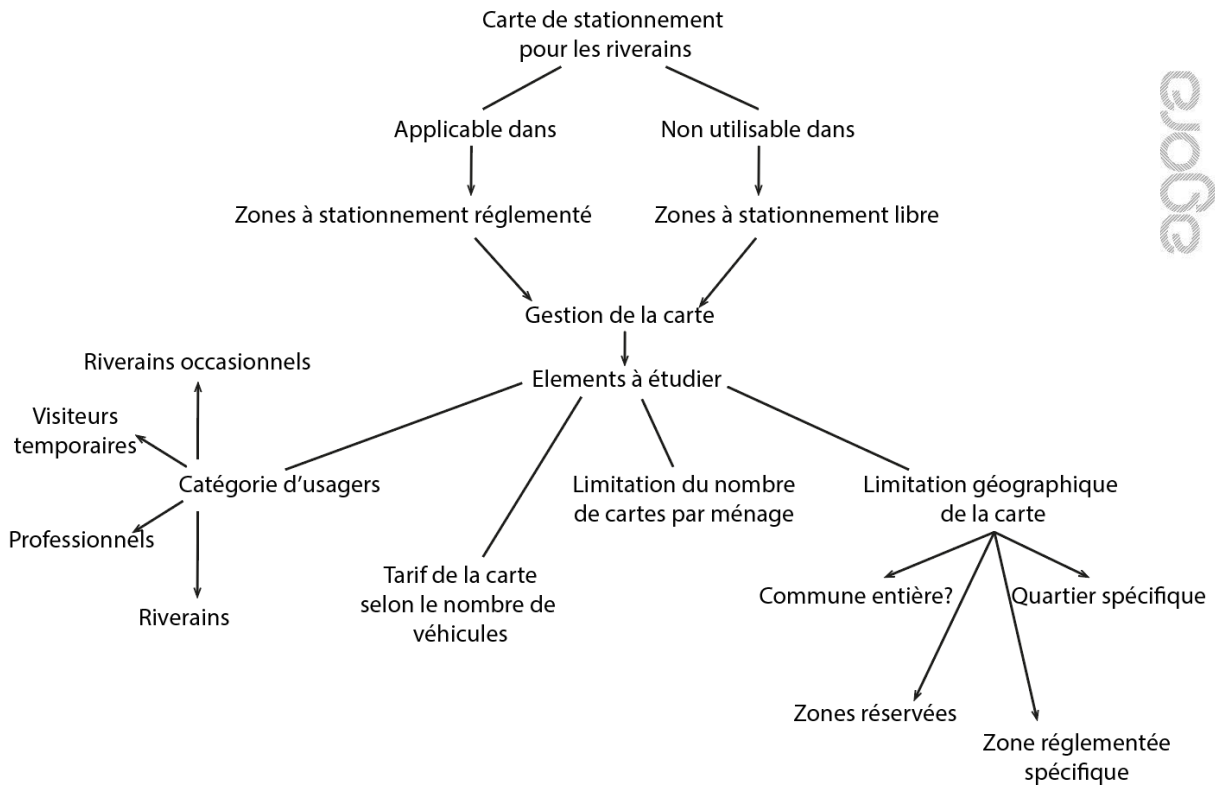 Carte de stationnement
pour les riverains
agora
Applicable dans
Non utilisable dans
Zones à stationnement réglementé
Zones à stationnement libre
Gestion de la carte
Elements à étudier
Riverains occasionnels
Visiteurs
temporaires
Catégorie d'usagers
Professionnels
Riverains
Tarif de la carte
selon le nombre de
véhicules
Limitation du nombre
de cartes par ménage
Limitation géographique
de la carte
Commune entière?
Quartier spécifique
Zones réservées
Zone réglementée
spécifique